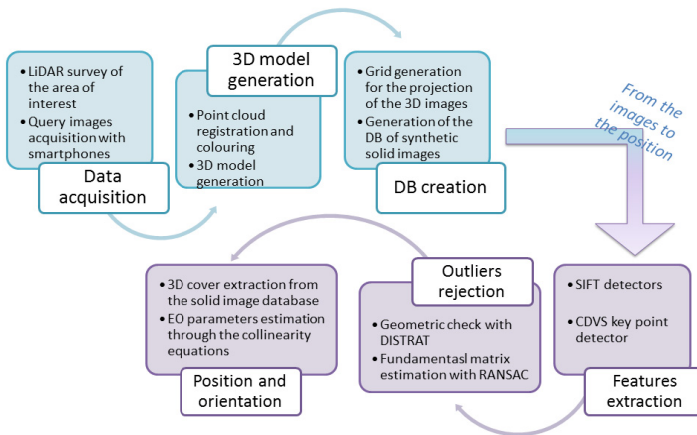 • LiDAR survey of
the area of
interest
• Query images
acquisition with
smartphones
Data
acquisition
3D model
generation
• Point cloud
registration and
colouring
• 3D model
generation
• Grid generation
for the projection
of the 3D images
• Generation of the
DB of synthetic
solid images
DB creation
From the
images to
the position
• SIFT detectors
• CDVS key point
detector
Features
extraction
Outliers
rejection
• Geometric check with
DISTRAT
• Fundamentasl matrix
estimation with RANSAC
• 3D cover extraction from
the solid image database
• EO parameters estimation
through the collinearity
equations
Position and
orientation